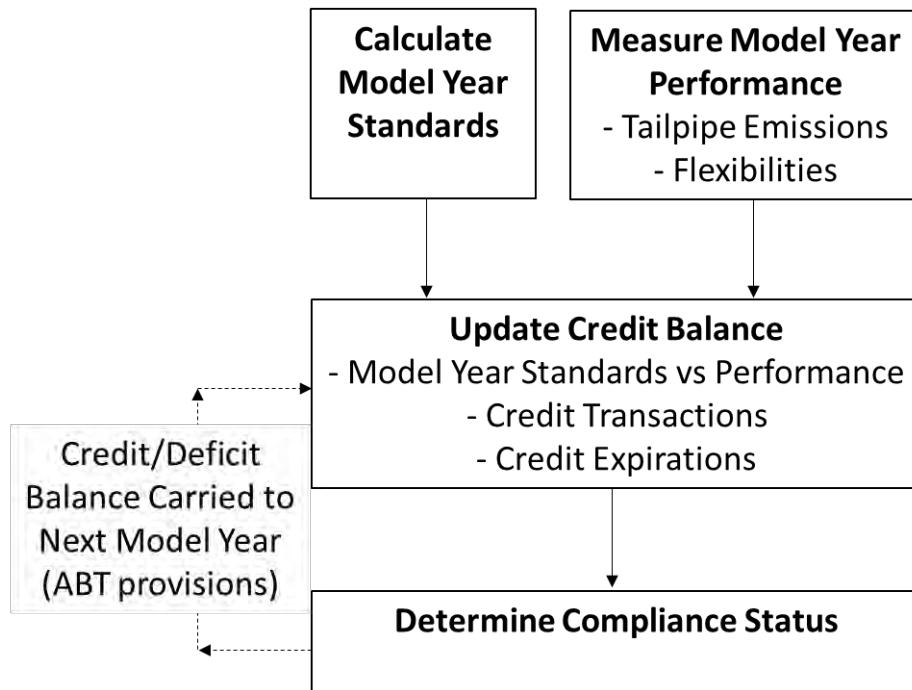 Calculate
Model Year
Standards
Measure Model Year
Performance
- Tailpipe Emissions
- Flexibilities
Update Credit Balance
- Model Year Standards vs Performance
- Credit Transactions
- Credit Expirations
Credit/Deficit
Balance Carried to
Next Model Year
(ABT provisions)
Determine Compliance Status